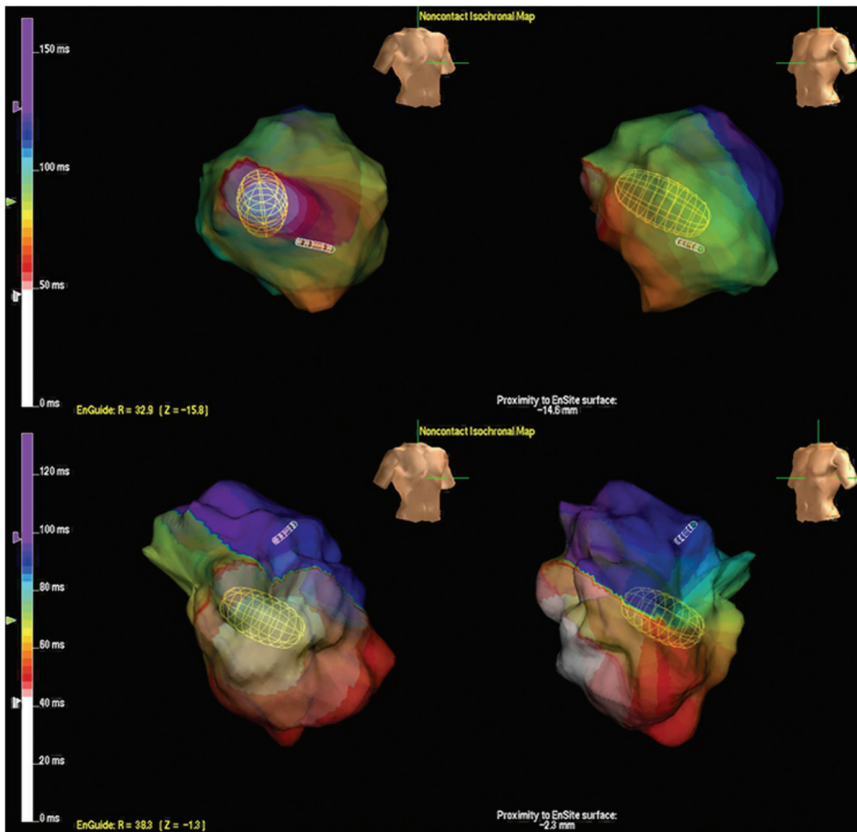 Noncontact Isochronal Map
150 ms
100 ms
50 ms
0 ms
EnGuide: R = 32.9 ( Z = -15.8)
Proximity to EnSite surface:
-14.6 mm
Noncontact Isochronal Map
120 ms
100 ms
80 ms
60 ms
40 ms
20 ms
0 ms
EnGuide: R = 38.3 ( Z = -1.3)
Proximity to EnSite surface:
-2.3 mm